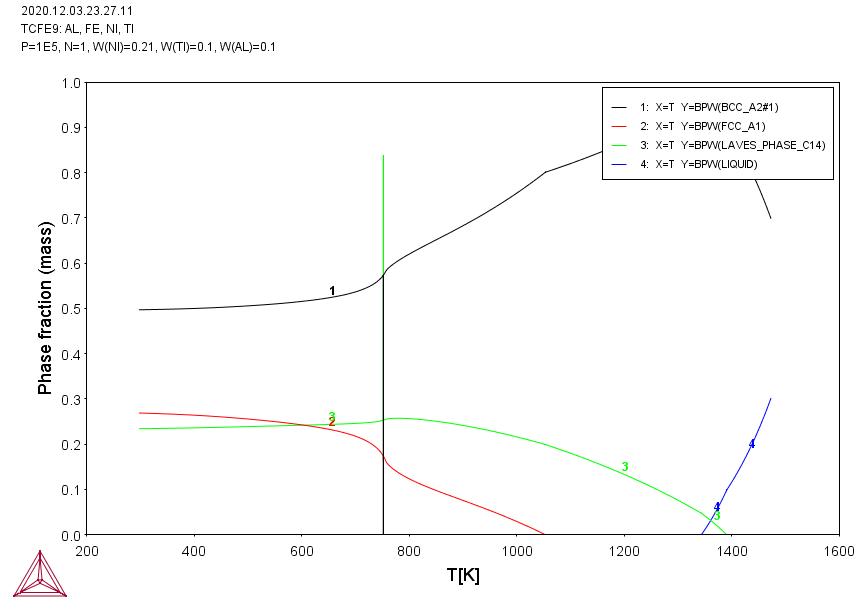 2020.12.03.23.27.11
TCFE9: AL, FE, NI, TI
P=1E5, N=1, W(NI)=0.21, W(TI)=0.1, W(AL)=0.1
1: X=T Y=BPW(BCC_A2#1)
2: X=T Y=BPW(FCC_A1)
3: X=T Y=BPW(LAVES_PHASE_C14)
4: X=T Y=BPW(LIQUID)
Phase fraction (mass)
1.0
0.9
0.8
0.7
0.6
0.5
0.4
0.3
0.2
0.1
0.0
1
3
2
3
4
4
3
200 400 600 800 1000 1200 1400 1600
T[K]